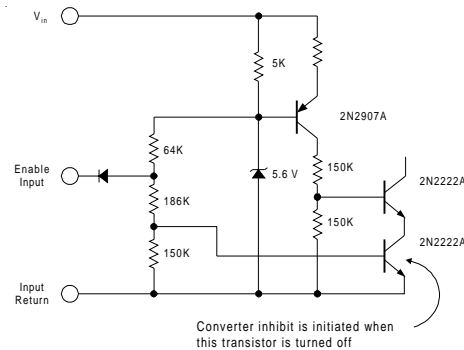 V in
5K
2N2907A
64K
Enable
Input
150K
5.6 V
2N2222A
186K
150K
2N2222A
150K
Input
Return
Converter inhibit is initiated when
this transistor is turned off